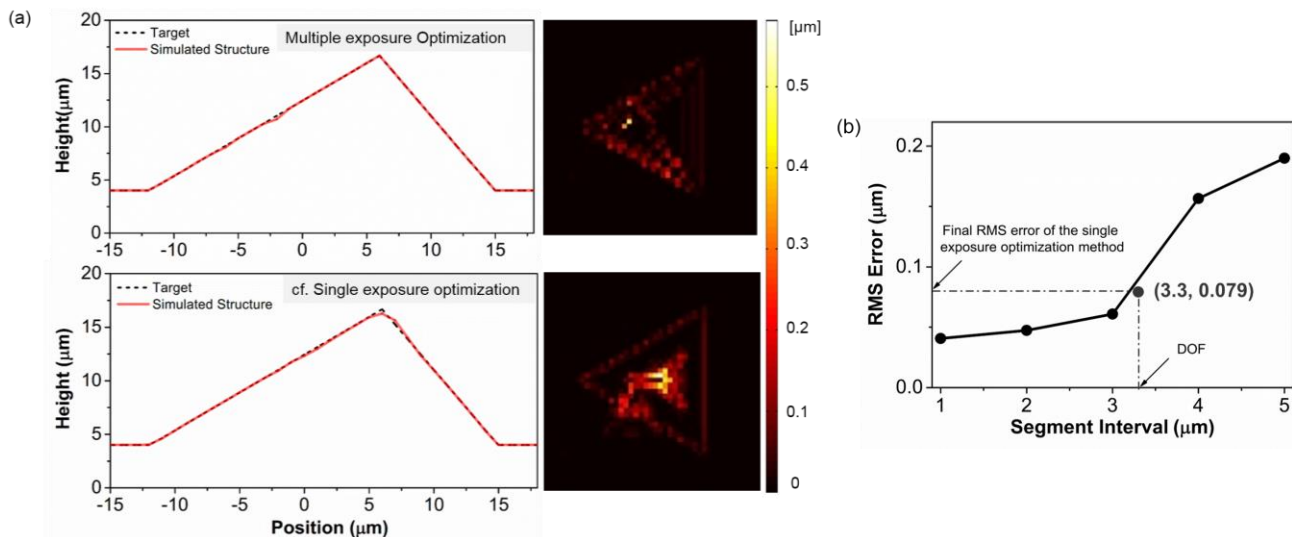 (a)
20
15
10
5
0
Height(μm)
Target
Simulated Structure
Multiple exposure Optimization
-15 -10 -5 0 5 10 15
[μm]
0.5
0.4
0.3
0.2
0.1
0
20
15
10
5
0
Height (μm)
Target
Simulated Structure
cf. Single exposure optimization
-15 -10 -5 0 5 10 15
Position (μm)
(b)
0.2
0.1
0.0
RMS Error (μm)
Final RMS error of the single
exposure optimization method
(3.3, 0.079)
DOF
1 2 3 4 5
Segment Interval (μm)